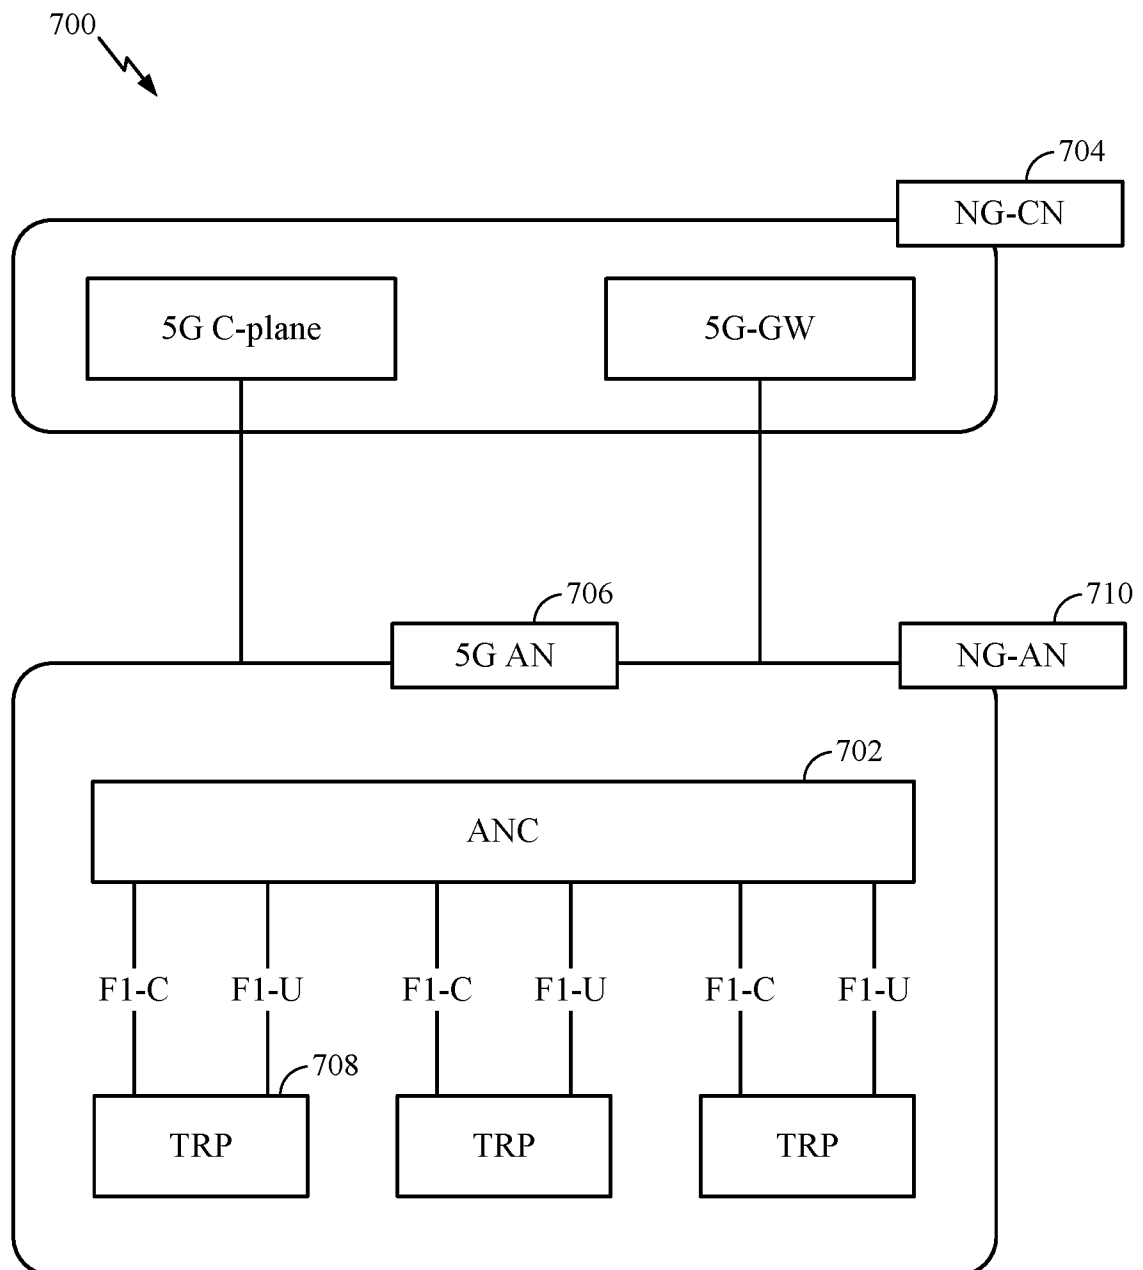 700
704
NG-CN
5G C-plane
5G-GW
706
710
5G AN
NG-AN
702
ANC
F1-C F1-U F1-C F1-U F1-C F1-U
708
TRP TRP TRP